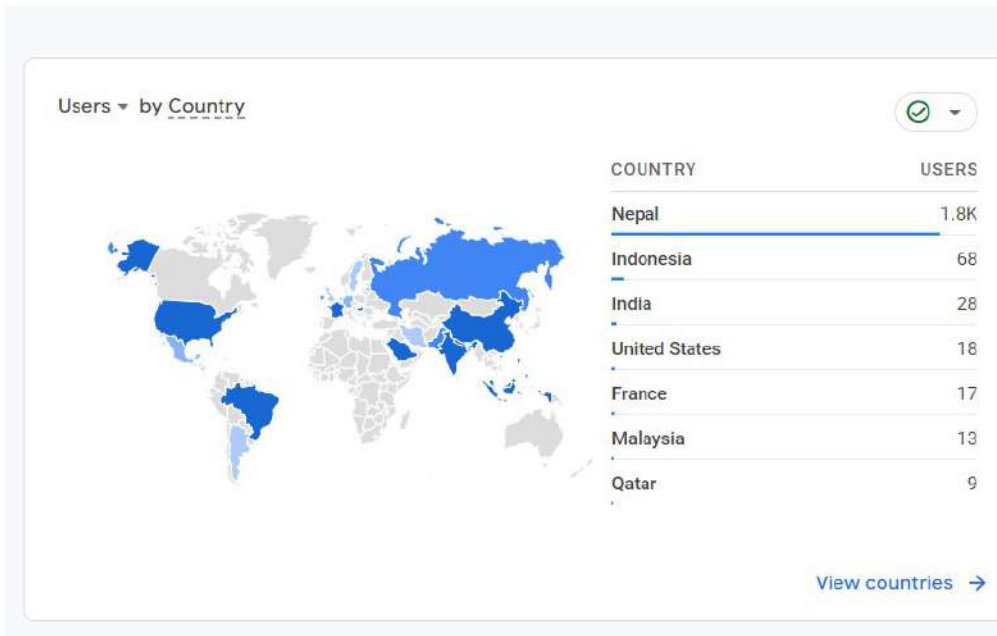 Users by Country
COUNTRY USERS
Nepal 1.8K
Indonesia 68
India 28
United States 18
France 17
Malaysia 13
Qatar 9
View countries →